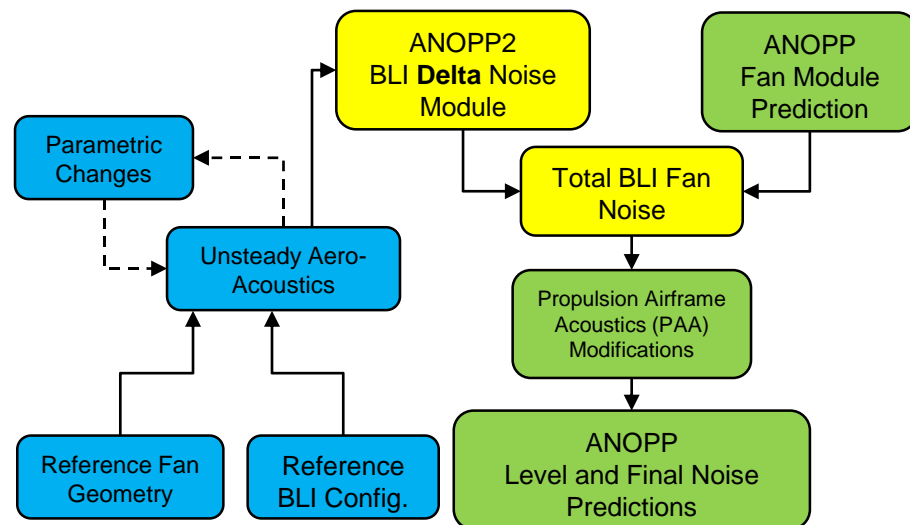 ANOPP2
BLI Delta Noise
Module
ANOPP
Fan Module
Prediction
Parametric
Changes
Total BLI Fan
Noise
Unsteady Aero-
Acoustics
Propulsion Airframe
Acoustics (PAA)
Modifications
Reference Fan
Geometry
Reference
BLI Config.
ANOPP
Level and Final Noise
Predictions